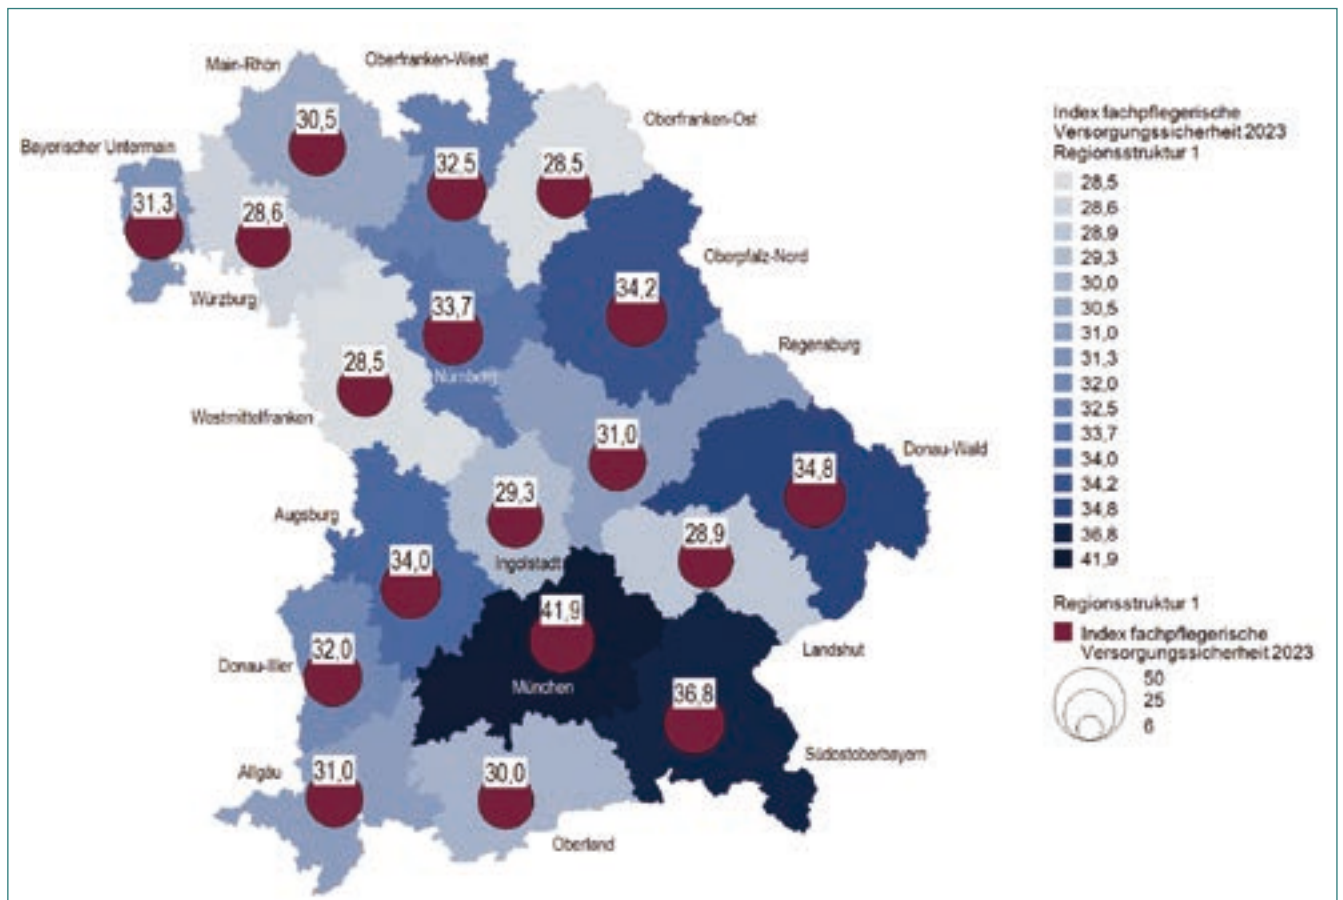 Main-Rhön
Oberfranken-West
30,5
Oberfranken-Ost
Bayerischer Untermain
32,5
28,5
31,3
28,6
Oberpfalz-Nord
Würzburg
34,2
33,7
Regensburg
Nürnberg
28,5
Westmittelfranken
31,0
Donau-Wald
34,8
29,3
Augsburg
28,9
34,0
Ingolstadt
41,9
Landshut
32,0
Donau-Iller
München
36,8
Südostoberbayern
Allgäu
31,0
30,0
Oberland
Index fachpflegerische
Versorgungssicherheit 2023
Regionsstruktur 1
28,5
28,6
28,9
29,3
30,0
30,5
31,0
31,3
32,0
32,5
33,7
34,0
34,2
34,8
36,8
41,9
Regionsstruktur 1
Index fachpflegerische
Versorgungssicherheit 2023
50
25
6